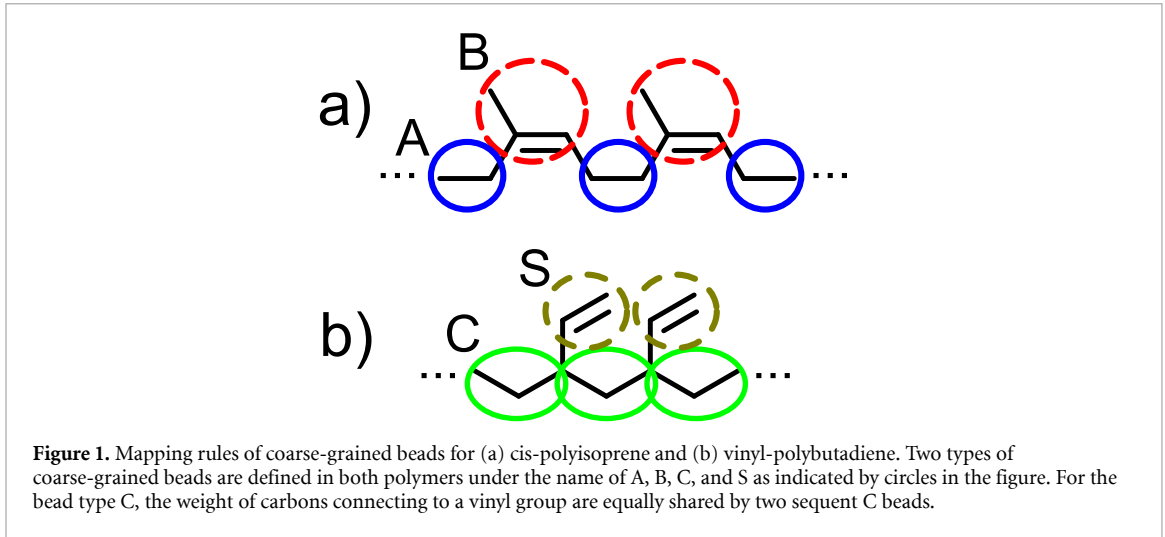 B
a)
A
... ...
S
C
b)
... ...
Figure 1. Mapping rules of coarse-grained beads for (a) cis-polyisoprene and (b) vinyl-polybutadiene. Two types of
coarse-grained beads are defined in both polymers under the name of A, B, C, and S as indicated by circles in the figure. For the
bead type C, the weight of carbons connecting to a vinyl group are equally shared by two sequent C beads.